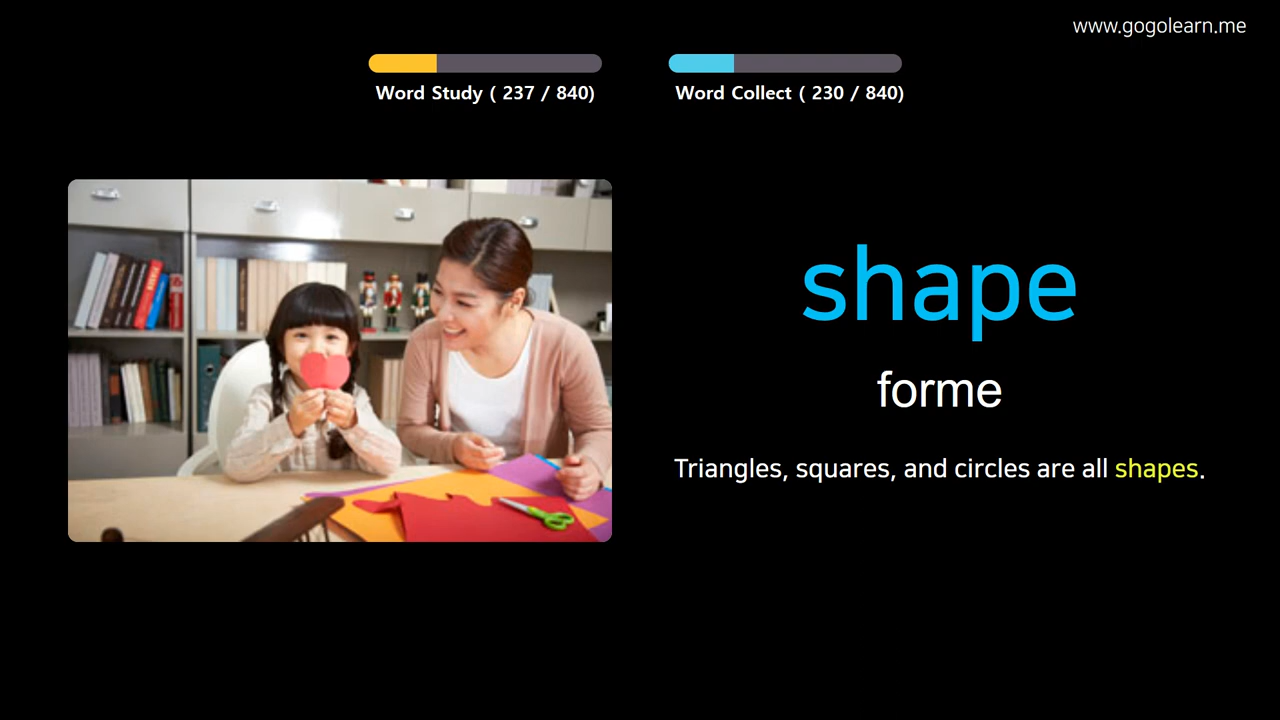 www.gogolearn.me
Word Study ( 237 / 840)
Word Collect ( 230 / 840)
shape
forme
Triangles, squares, and circles are all shapes.